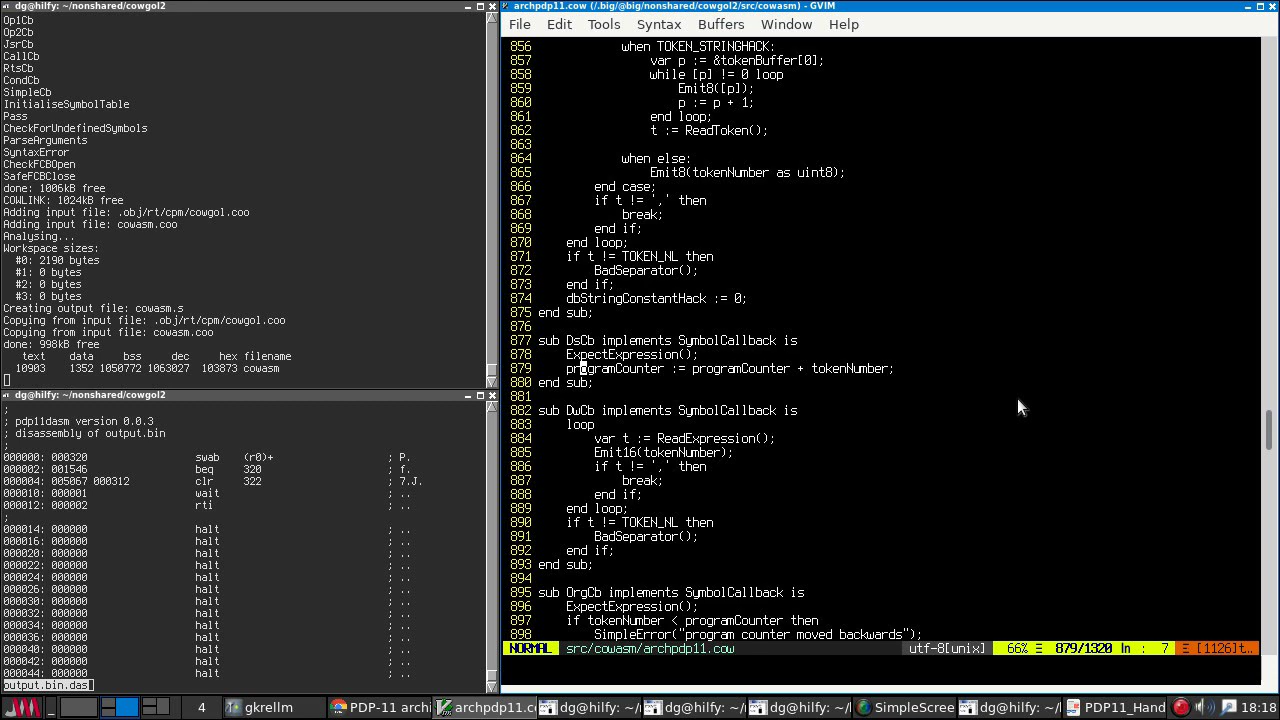 dg@hilfy: ~/nonshared/cowgol2
Op1Cb
Op2Cb
JsrCb
CallCb
RtsCb
CondCb
SimpleCb
InitialiseSymbolTable
Pass
CheckForUndefinedSymbols
ParseArguments
SyntaxError
CheckFCBOpen
SafeFCBClose
done: 1006kB free
COWLINK: 1024kB free
Adding input file: .obj/rt/cpm/cowgol.coo
Adding input file: cowasm.coo
Analysing...
Workspace sizes:
  #0: 2190 bytes
  #1: 0 bytes
  #2: 0 bytes
  #3: 0 bytes
Creating output file: cowasm.s
Copying from input file: .obj/rt/cpm/cowgol.coo
Copying from input file: cowasm.coo
done: 998kB free
   text    data     bss     dec     hex filename
  10903    1352 1050772 1063027  103873 cowasm
dg@hilfy: ~/nonshared/cowgol2
;
; pdp11dasm version 0.0.3
; disassembly of output.bin
;
000000: 000320          swab    (r0)+           ; P.
000002: 001546          beq     320             ; f.
000004: 005067 000312   clr     322             ; 7.J.
000010: 000001          wait                    ; ..
000012: 000002          rti                     ; ..
;
000014: 000000          halt                    ; ..
000016: 000000          halt                    ; ..
000020: 000000          halt                    ; ..
000022: 000000          halt                    ; ..
000024: 000000          halt                    ; ..
000026: 000000          halt                    ; ..
000030: 000000          halt                    ; ..
000032: 000000          halt                    ; ..
000034: 000000          halt                    ; ..
000036: 000000          halt                    ; ..
000040: 000000          halt                    ; ..
000042: 000000          halt                    ; ..
000044: 000000          halt                    ; ..
output.bin.das
archpdp11.cow (/.big/@big/nonshared/cowgol2/src/cowasm) - GVIM
File Edit Tools Syntax Buffers Window Help
856             when TOKEN_STRINGHACK:
857                 var p := &tokenBuffer[0];
858                 while [p] != 0 loop
859                     Emit8([p]);
860                     p := p + 1;
861                 end loop;
862                 t := ReadToken();
863
864             when else:
865                 Emit8(tokenNumber as uint8);
866         end case;
867         if t != ',' then
868             break;
869         end if;
870     end loop;
871     if t != TOKEN_NL then
872         BadSeparator();
873     end if;
874     dbStringConstantHack := 0;
875 end sub;
876
877 sub DsCb implements SymbolCallback is
878     ExpectExpression();
879     programCounter := programCounter + tokenNumber;
880 end sub;
881
882 sub DwCb implements SymbolCallback is
883     loop
884         var t := ReadExpression();
885         Emit16(tokenNumber);
886         if t != ',' then
887             break;
888         end if;
889     end loop;
890     if t != TOKEN_NL then
891         BadSeparator();
892     end if;
893 end sub;
894
895 sub OrgCb implements SymbolCallback is
896     ExpectExpression();
897     if tokenNumber < programCounter then
898         SimpleError("program counter moved backwards");
NORMAL src/cowasm/archpdp11.cow utf-8[unix] 66% Ξ 879/1320 ln : 7 Ξ [1126]t…
4 gkrellm PDP-11 archi archpdp11.c dg@hilfy: ~/ dg@hilfy: ~/ dg@hilfy: ~/ SimpleScree dg@hilfy: ~/ PDP11_Hand 18:18